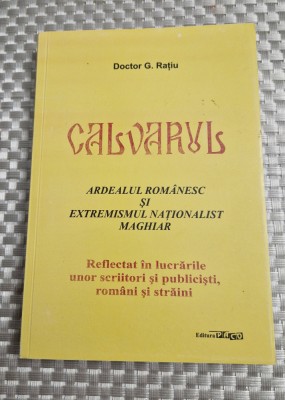 Doctor G. Rațiu
CALVARUL
ARDEALUL ROMÂNESC
ȘI
EXTREMISMUL NAȚIONALIST
MAGHIAR
Reflectat în lucrările
unor scriitori și publiciști,
români și străini
Editura